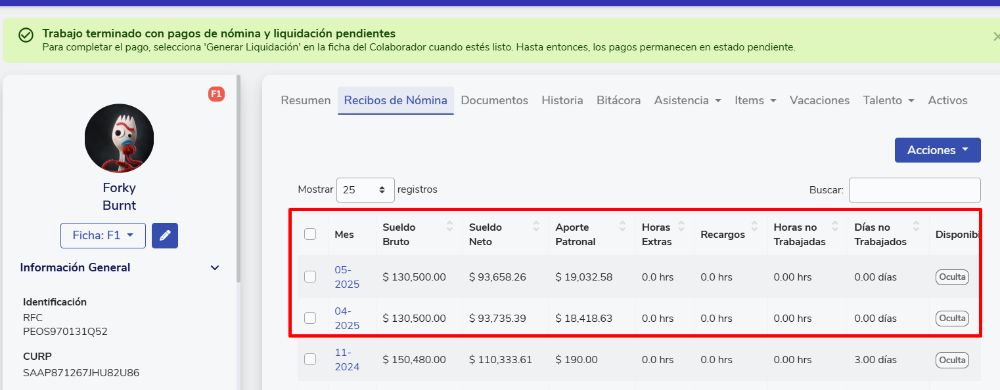 Trabajo terminado con pagos de nómina y liquidación pendientes
Para completar el pago, selecciona 'Generar Liquidación' en la ficha del Colaborador cuando estés listo. Hasta entonces, los pagos permanecen en estado pendiente.
F1
Forky
Burnt
Ficha: F1
Información General
Identificación
RFC
PEOS970131Q52
CURP
SAAP871267JHU82U86
Resumen Recibos de Nómina Documentos Historia Bitácora Asistencia Items Vacaciones Talento Activos
Acciones
Mostrar 25 registros Buscar:
Mes Sueldo Bruto Sueldo Neto Aporte Patronal Horas Extras Recargos Horas no Trabajadas Días no Trabajados Disponibi
05-2025 $ 130,500.00 $ 93,658.26 $ 19,032.58 0.0 hrs 0.0 hrs 0.00 hrs 0.00 días Oculta
04-2025 $ 130,500.00 $ 93,735.39 $ 18,418.63 0.0 hrs 0.0 hrs 0.00 hrs 0.00 días Oculta
11-2024 $ 150,480.00 $ 110,333.61 $ 190.00 0.0 hrs 0.0 hrs 0.00 hrs 3.00 días Oculta